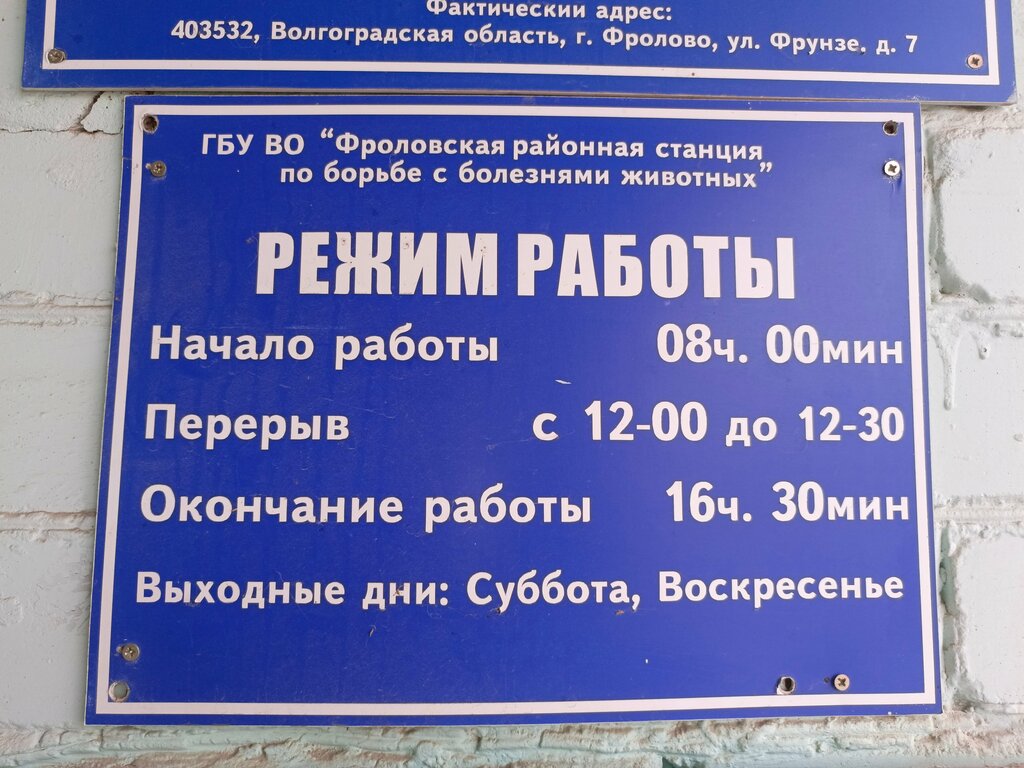 Фактический адрес:
403532, Волгоградская область, г. Фролово, ул. Фрунзе, д. 7
ГБУ ВО “Фроловская районная станция
по борьбе с болезнями животных”
РЕЖИМ РАБОТЫ
Начало работы 08ч. 00мин
Перерыв с 12-00 до 12-30
Окончание работы 16ч. 30мин
Выходные дни: Суббота, Воскресенье